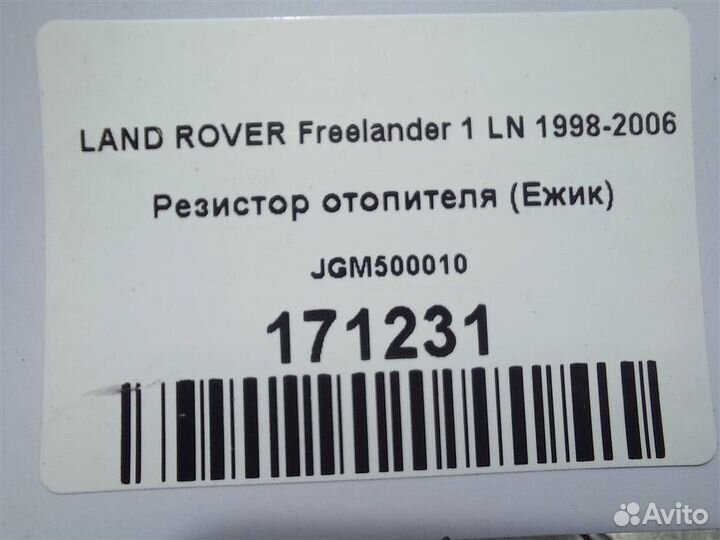 LAND ROVER Freelander 1 LN 1998-2006
Резистор отопителя (Ежик)
JGM500010
171231
Avito